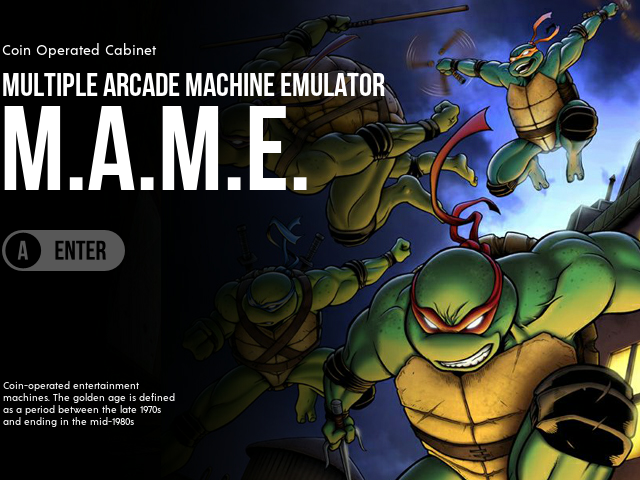 Coin Operated Cabinet
MULTIPLE ARCADE MACHINE EMULATOR
M.A.M.E.
A ENTER
Coin-operated entertainment
machines. The golden age is defined
as a period between the late 1970s
and ending in the mid-1980s